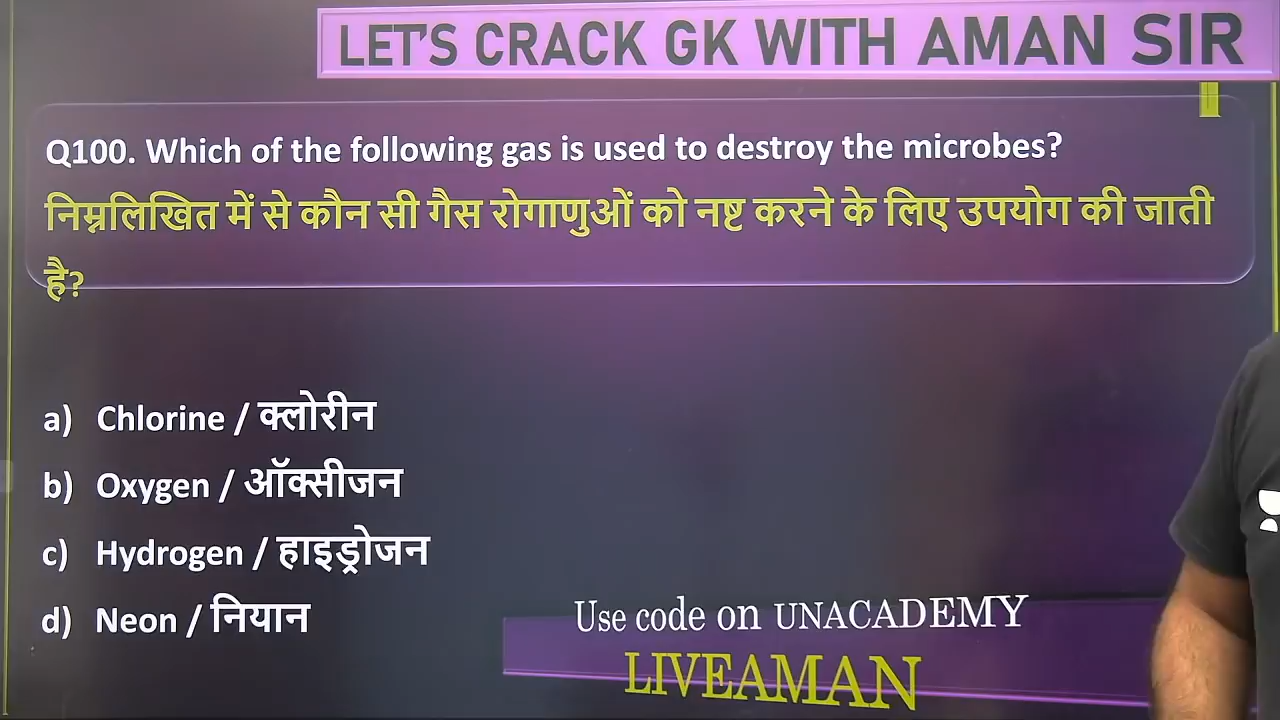 LET'S CRACK GK WITH AMAN SIR
Q100. Which of the following gas is used to destroy the microbes?
निम्नलिखित में से कौन सी गैस रोगाणुओं को नष्ट करने के लिए उपयोग की जाती
है?
a) Chlorine / क्लोरीन
b) Oxygen / ऑक्सीजन
c) Hydrogen / हाइड्रोजन
d) Neon / नियान
Use code on UNACADEMY
LIVEAMAN